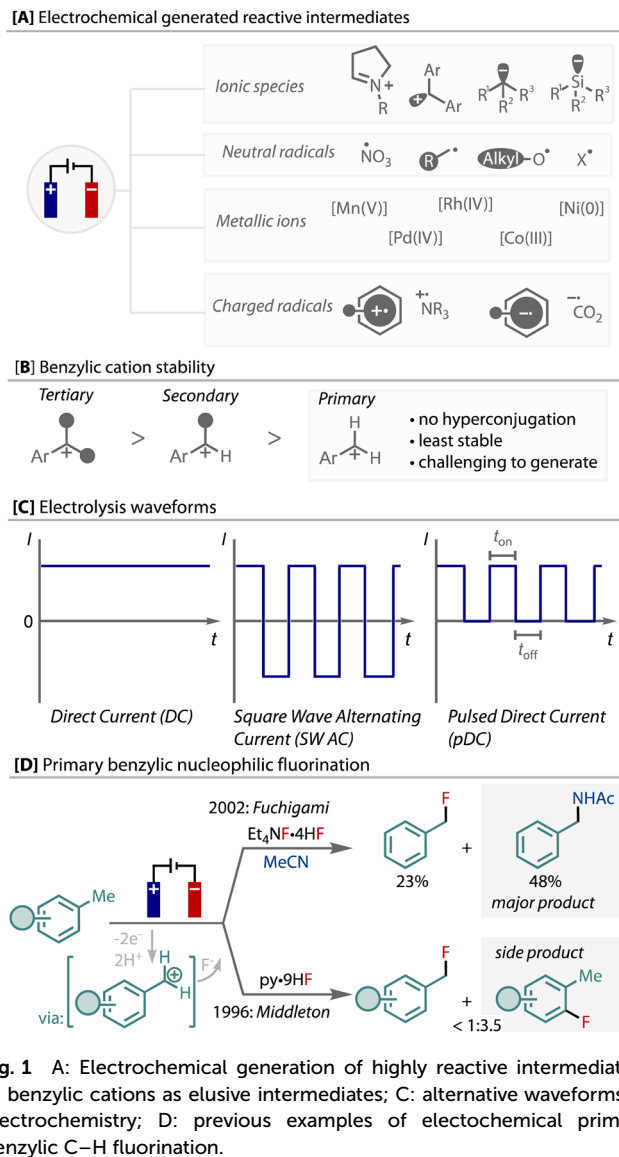 [A] Electrochemical generated reactive intermediates
Ionic species
N +
R
Ar
+
Ar
−
R¹ R² R³
−
Si
R¹ R² R³
Neutral radicals
•NO₃
R •
Alkyl–O•
X•
+ −
Metallic ions
[Mn(V)]
[Rh(IV)]
[Ni(0)]
[Pd(IV)]
[Co(III)]
Charged radicals
+•
+•NR₃
−•
−•CO₂
[B] Benzylic cation stability
Tertiary
Secondary
Primary
Ar +
>
Ar + H
>
H
Ar + H
• no hyperconjugation
• least stable
• challenging to generate
[C] Electrolysis waveforms
I
0
t
I
t
I
t_on
t_off
t
Direct Current (DC)
Square Wave Alternating
Current (SW AC)
Pulsed Direct Current
(pDC)
[D] Primary benzylic nucleophilic fluorination
2002: Fuchigami
Et₄NF•4HF
MeCN
F
23%
+
NHAc
48%
major product
Me
+ −
-2e⁻
2H⁺
via:
H
+
H
F⁻
py•9HF
1996: Middleton
F
+
< 1:3.5
side product
Me
F
g. 1 A: Electrochemical generation of highly reactive intermediat
benzylic cations as elusive intermediates; C: alternative waveforms
ectrochemistry; D: previous examples of electochemical prim
enzylic C–H fluorination.